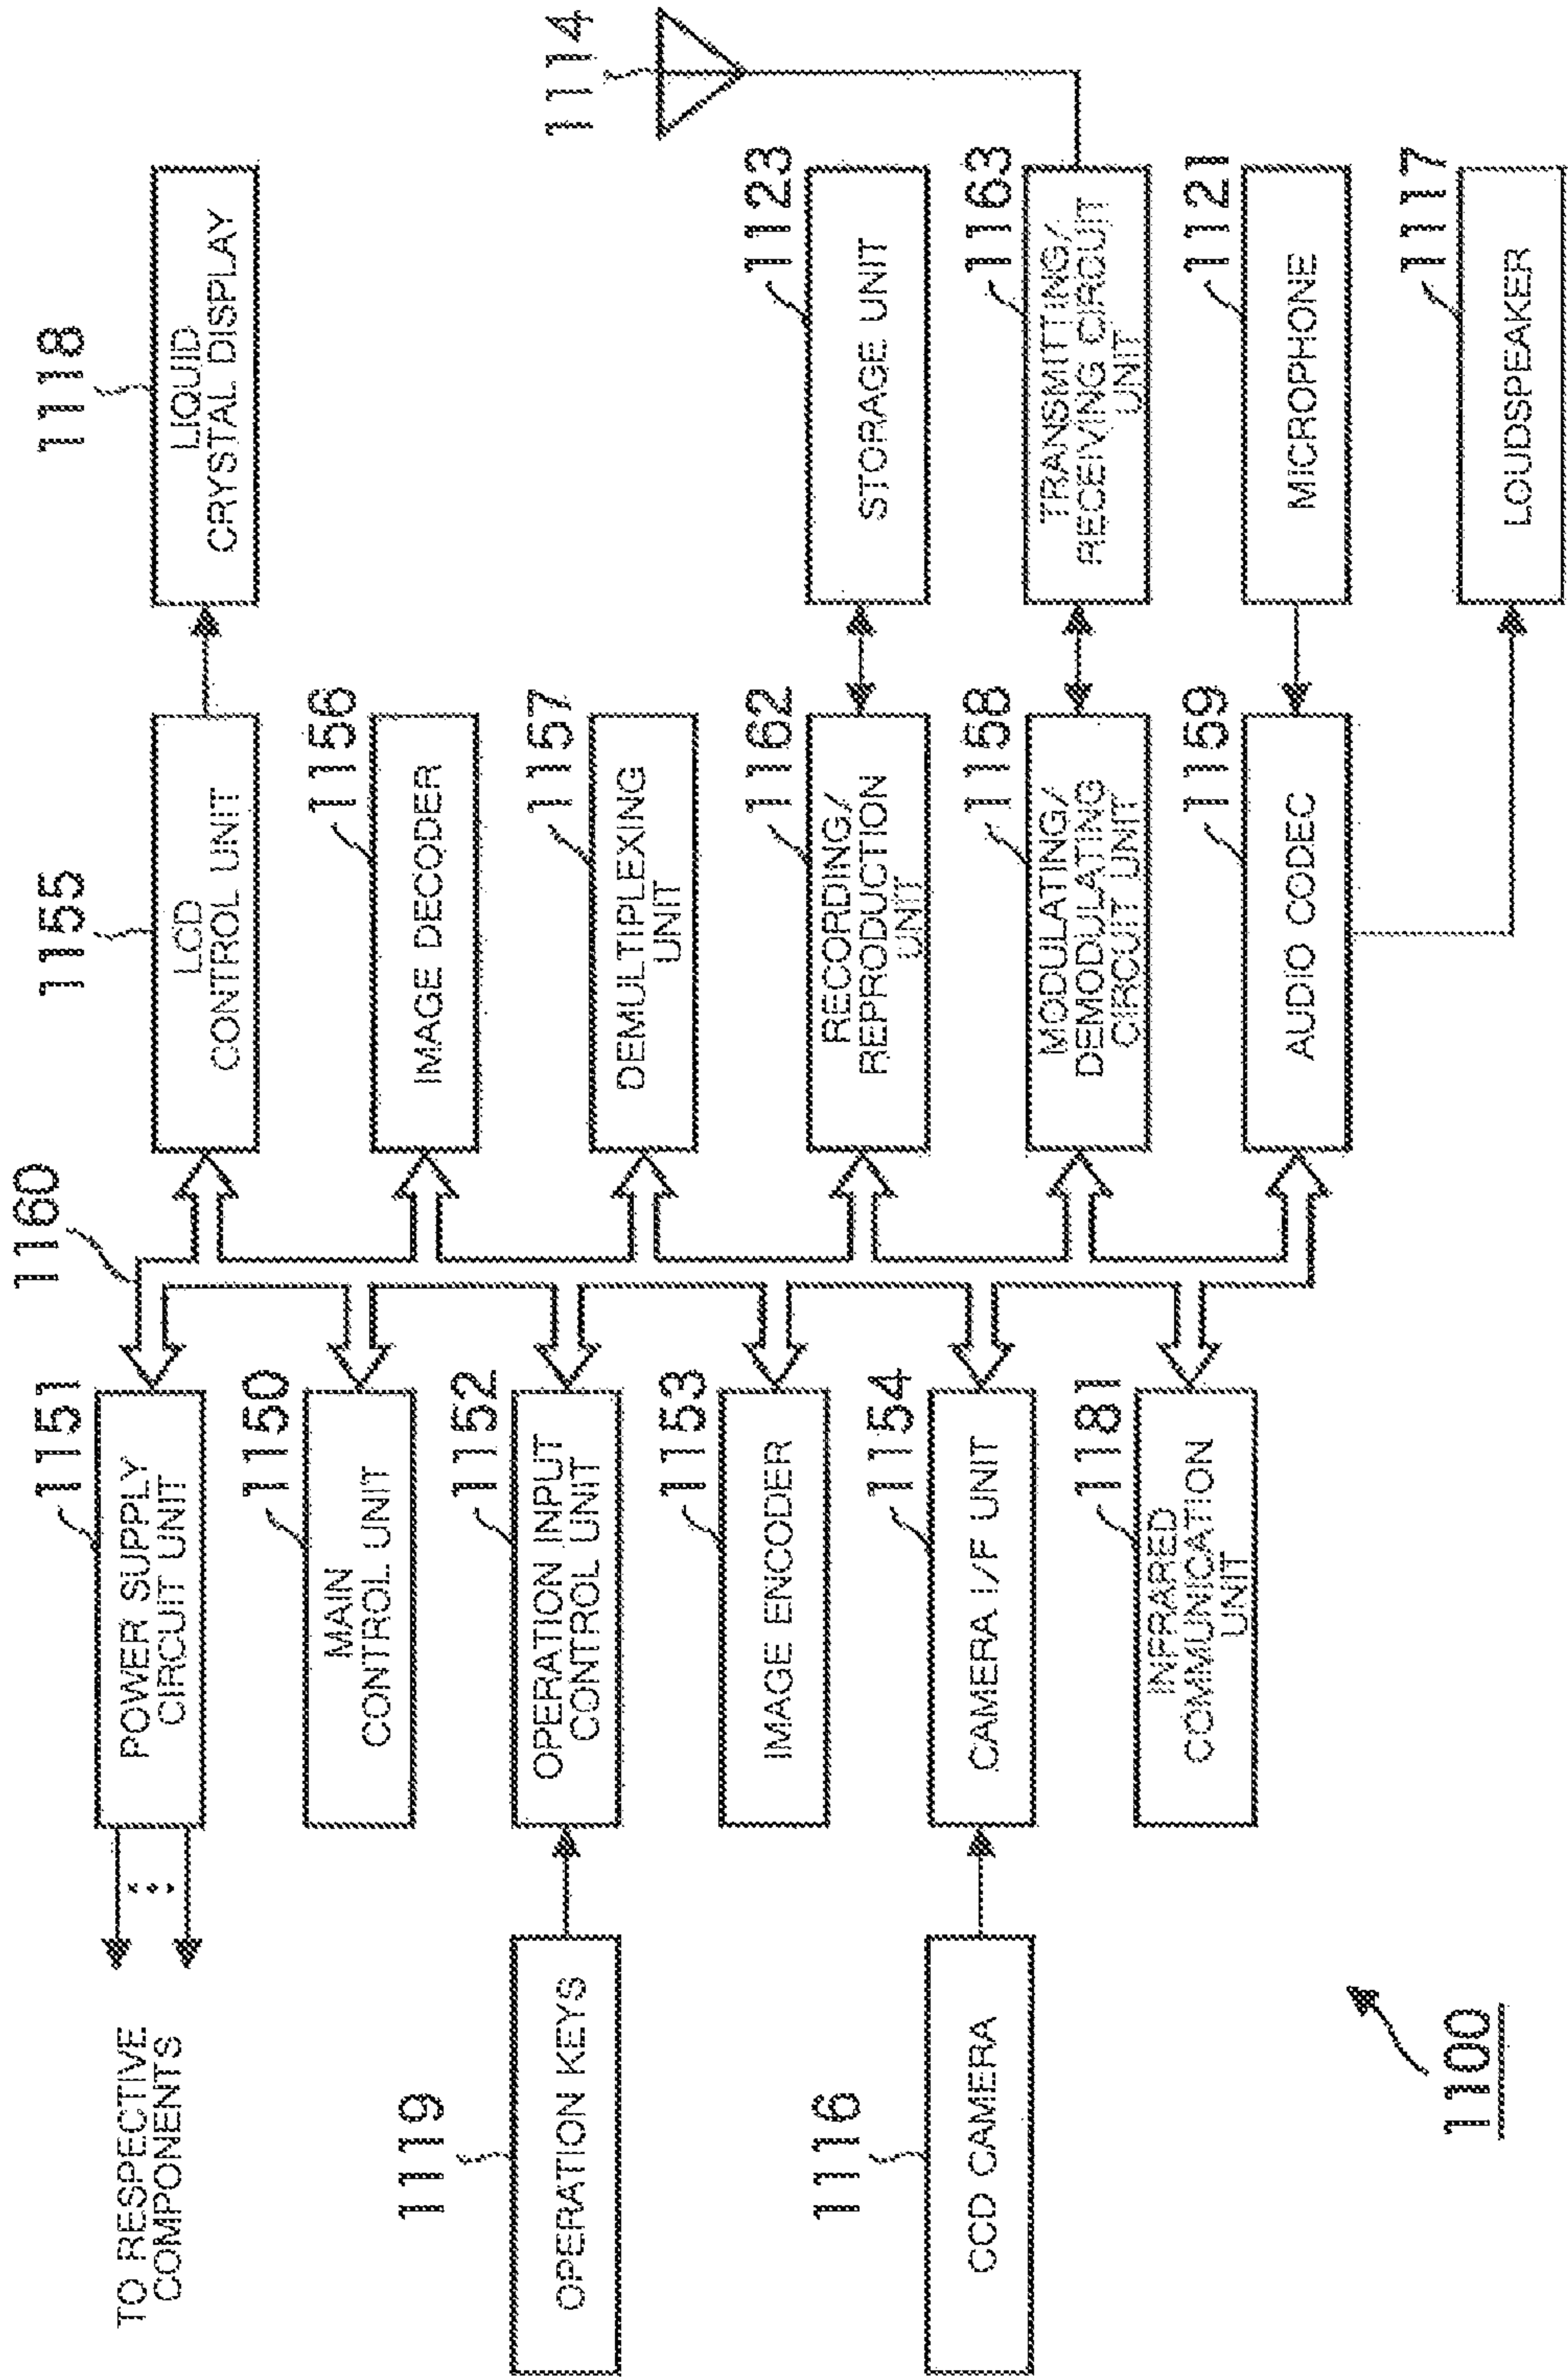 TO RESPECTIVE
COMPONENTS
1151
POWER SUPPLY
CIRCUIT UNIT
1160
1155
LCD
CONTROL UNIT
1118
LIQUID
CRYSTAL DISPLAY
1150
MAIN
CONTROL UNIT
1156
IMAGE DECODER
1119
OPERATION KEYS
1152
OPERATION INPUT
CONTROL UNIT
1157
DEMULTIPLEXING
UNIT
1114
1153
IMAGE ENCODER
1162
RECORDING/
REPRODUCTION
UNIT
1123
STORAGE UNIT
1116
CCD CAMERA
1154
CAMERA I/F UNIT
1158
MODULATING/
DEMODULATING
CIRCUIT UNIT
1163
TRANSMITTING/
RECEIVING CIRCUIT
UNIT
1181
INFRARED
COMMUNICATION
UNIT
1159
AUDIO CODEC
1121
MICROPHONE
1117
LOUDSPEAKER
1100